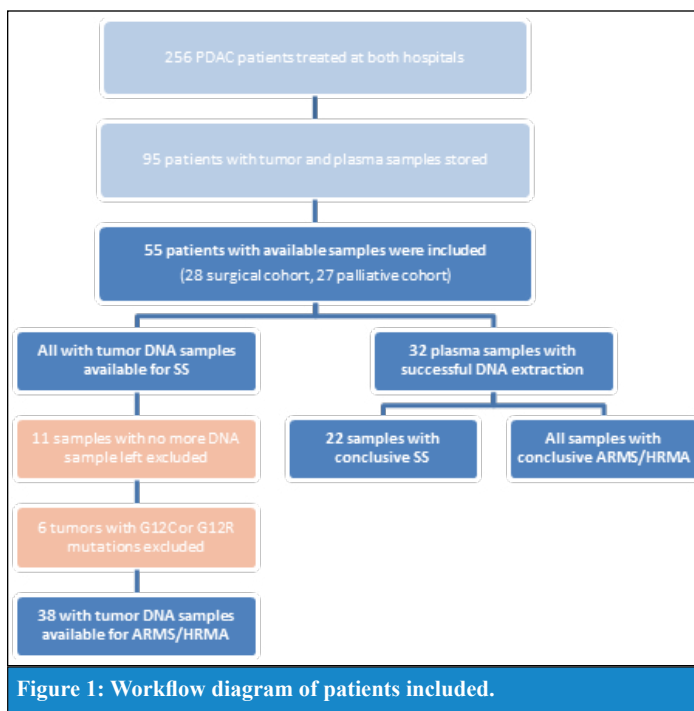 256 PDAC patients treated at both hospitals
95 patients with tumor and plasma samples stored
55 patients with available samples were included
(28 surgical cohort, 27 palliative cohort)
All with tumor DNA samples
available for SS
32 plasma samples with
successful DNA extraction
11 samples with no more DNA
sample left excluded
22 samples with
conclusive SS
All samples with
conclusive ARMS/HRMA
6 tumors with G12C or G12R
mutations excluded
38 with tumor DNA samples
available for ARMS/HRMA
Figure 1: Workflow diagram of patients included.